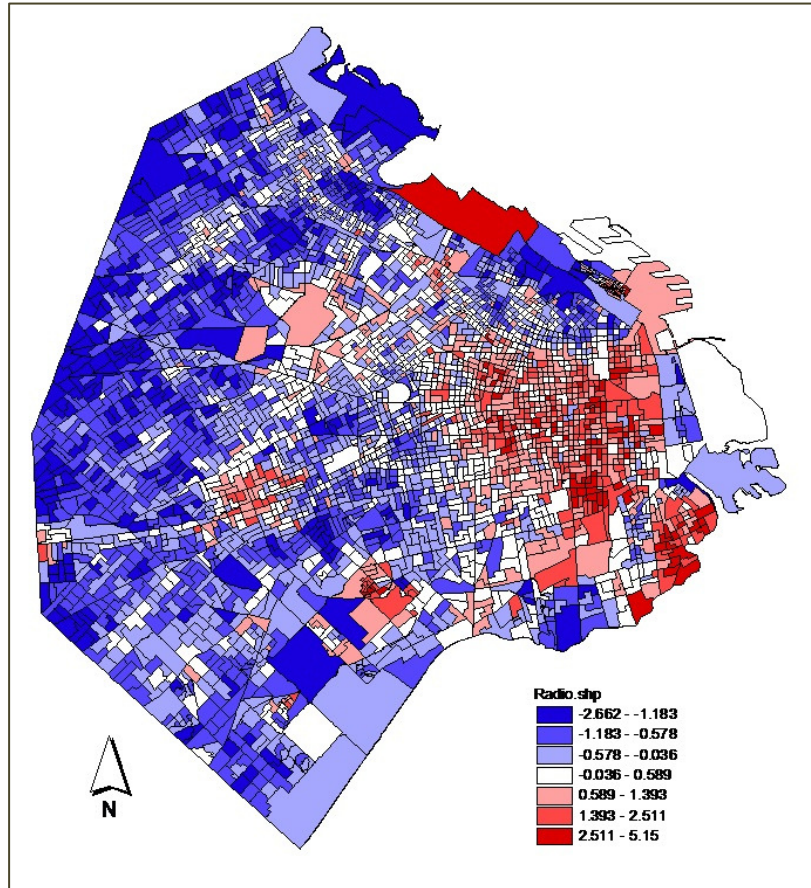 Radio.shp
-2.662 - -1.183
-1.183 - -0.578
-0.578 - -0.036
-0.036 - 0.589
0.589 - 1.393
1.393 - 2.511
2.511 - 5.15
N